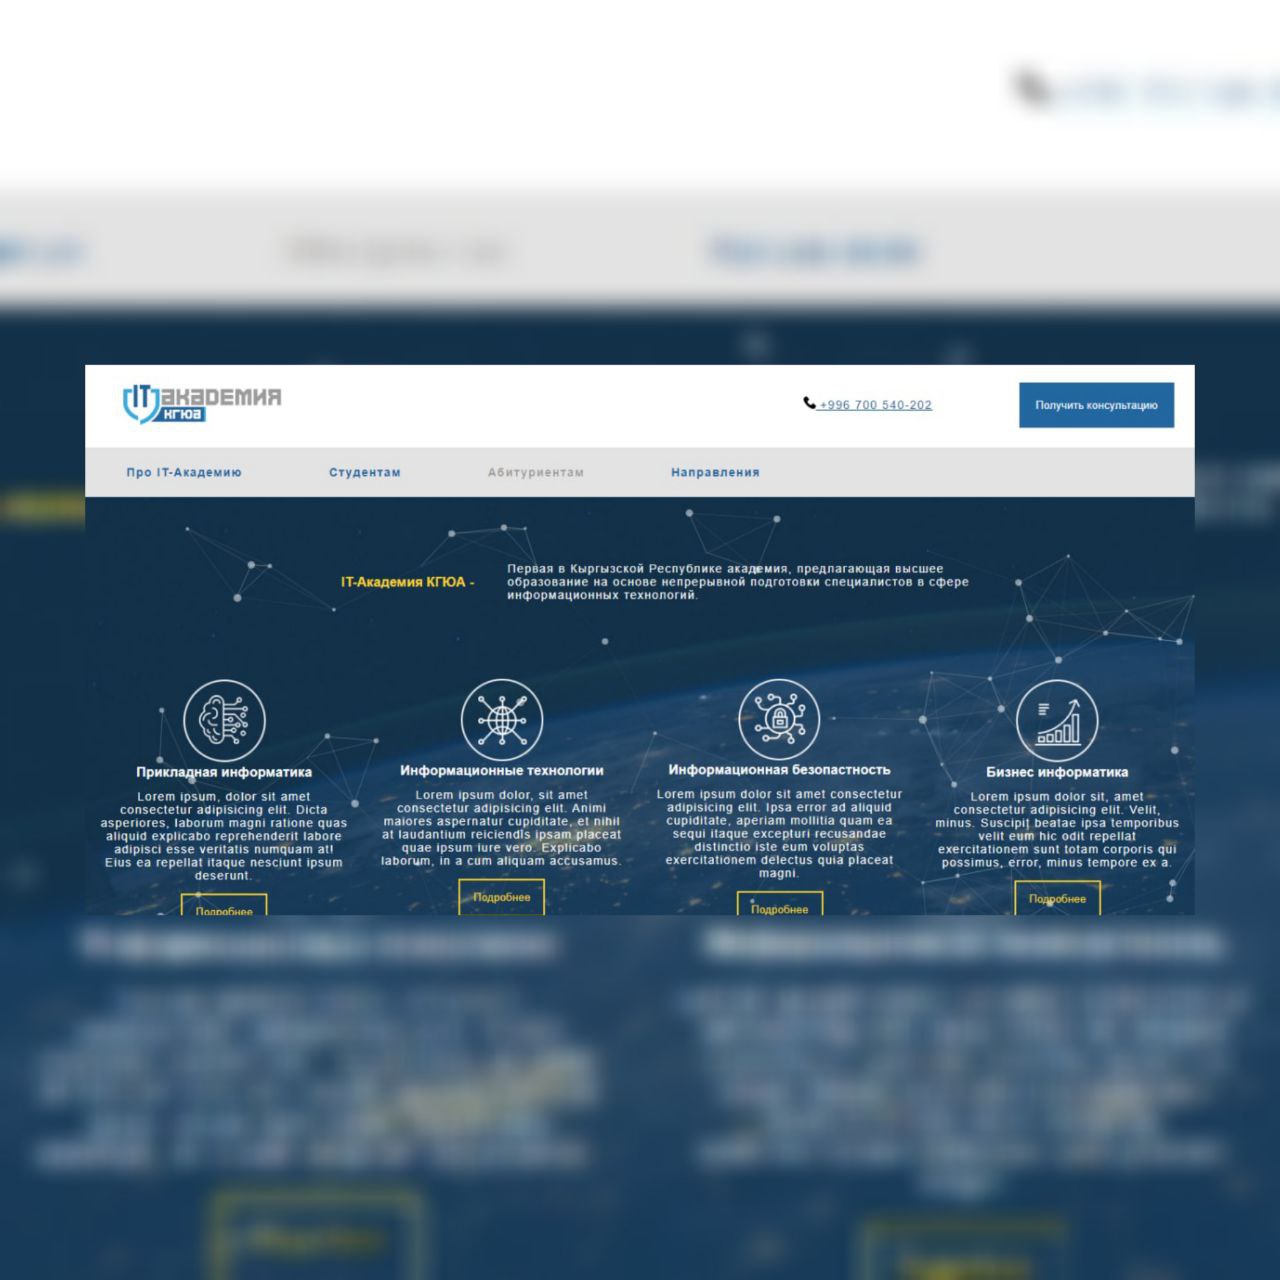 ITакадемия
КГЮА
+996 700 540-202
Получить консультацию
Про IT-Академию
Студентам
Абитуриентам
Направления
IT-Академия КГЮА -
Первая в Кыргызской Республике академия, предлагающая высшее
образование на основе непрерывной подготовки специалистов в сфере
информационных технологий.
Прикладная информатика
Lorem ipsum, dolor sit amet
consectetur adipisicing elit. Dicta
asperiores, laborum magni ratione quas
aliquid explicabo reprehenderit labore
adipisci esse veritatis numquam at!
Eius ea repellat itaque nesciunt ipsum
deserunt.
Подробнее
Информационные технологии
Lorem ipsum dolor, sit amet
consectetur adipisicing elit. Animi
maiores aspernatur cupiditate, et nihil
at laudantium reiciendis ipsam placeat
quae ipsum iure vero. Explicabo
laborum, in a cum aliquam accusamus.
Подробнее
Информационная безопастность
Lorem ipsum dolor sit amet consectetur
adipisicing elit. Ipsa error ad aliquid
cupiditate, aperiam mollitia quam ea
sequi itaque excepturi recusandae
distinctio iste eum voluptas
exercitationem delectus quia placeat
magni.
Подробнее
Бизнес информатика
Lorem ipsum dolor sit, amet
consectetur adipisicing elit. Velit,
minus. Suscipit beatae ipsa temporibus
velit eum hic odit repellat
exercitationem sunt totam corporis qui
possimus, error, minus tempore ex a.
Подробнее